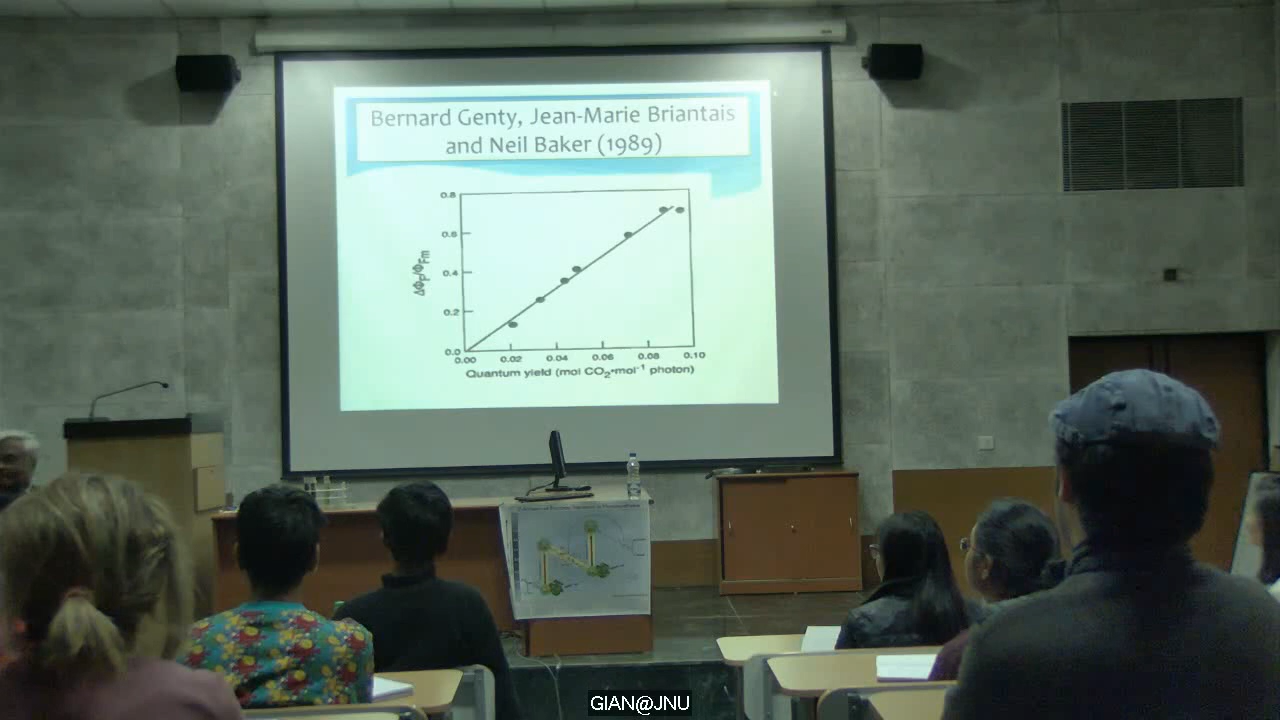 Bernard Genty, Jean-Marie Briantais
and Neil Baker (1989)
0.8
0.6
0.4
0.2
0.0
ΔΦF/ΦFm
0.00 0.02 0.04 0.06 0.08 0.10
Quantum yield (mol CO₂•mol⁻¹ photon)
GIAN@JNU